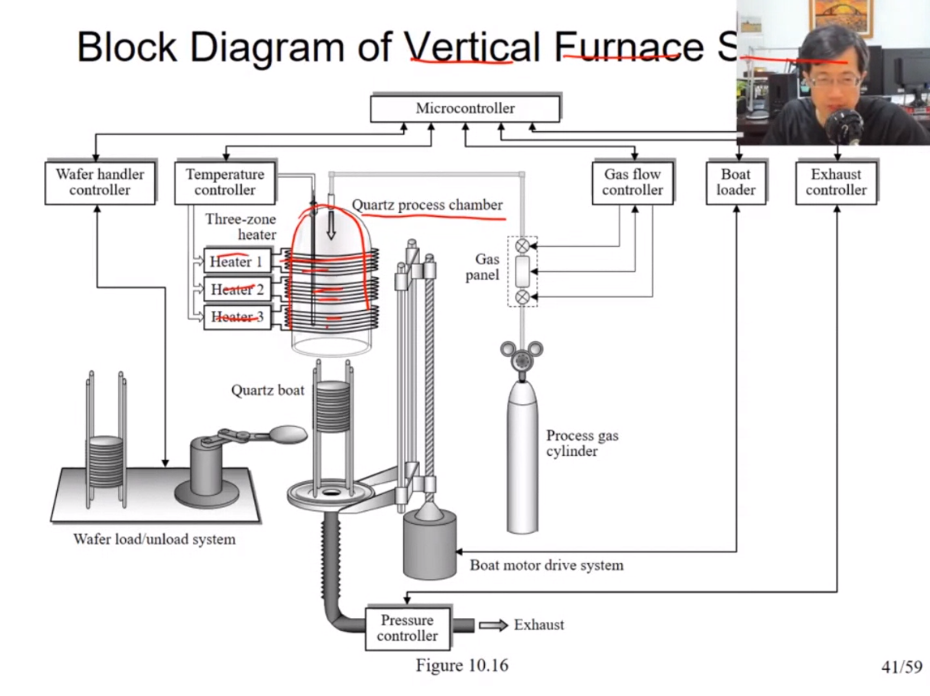 Block Diagram of Vertical Furnace S
Microcontroller
Wafer handler
controller
Temperature
controller
Gas flow
controller
Boat
loader
Exhaust
controller
Quartz process chamber
Three-zone
heater
Heater 1
Heater 2
Heater 3
Gas
panel
Quartz boat
Process gas
cylinder
Wafer load/unload system
Boat motor drive system
Pressure
controller
Exhaust
Figure 10.16
41/59